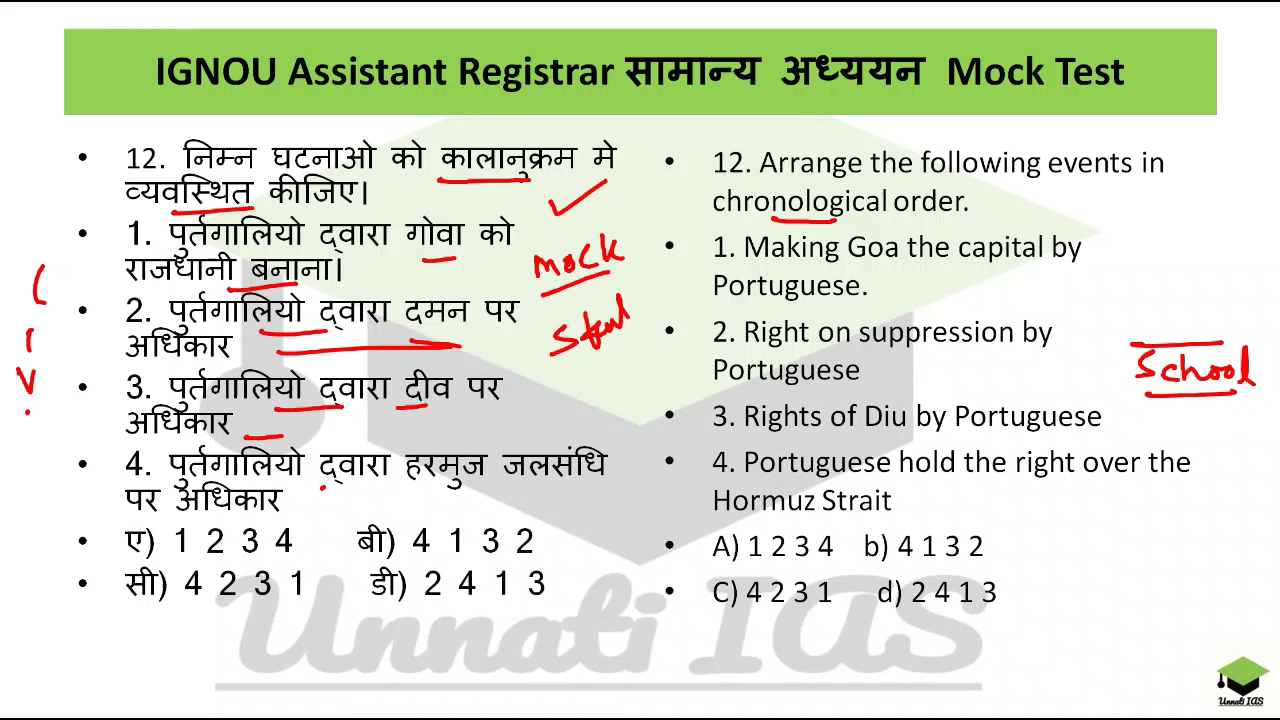 IGNOU Assistant Registrar सामान्य अध्ययन Mock Test
• 12. निम्न घटनाओ को कालानुक्रम मे
व्यवस्थित कीजिए।
• 1. पुर्तगालियो द्वारा गोवा को
राजधानी बनाना।
• 2. पुर्तगालियो द्वारा दमन पर
अधिकार
• 3. पुर्तगालियो द्वारा दीव पर
अधिकार
• 4. पुर्तगालियो द्वारा हरमुज जलसंधि
पर अधिकार
• ए) 1 2 3 4 बी) 4 1 3 2
• सी) 4 2 3 1 डी) 2 4 1 3
mock
• 12. Arrange the following events in
chronological order.
• 1. Making Goa the capital by
Portuguese.
• 2. Right on suppression by
Portuguese
• 3. Rights of Diu by Portuguese
• 4. Portuguese hold the right over the
Hormuz Strait
• A) 1 2 3 4 b) 4 1 3 2
• C) 4 2 3 1 d) 2 4 1 3
School
Unnati IAS
Unnati IAS